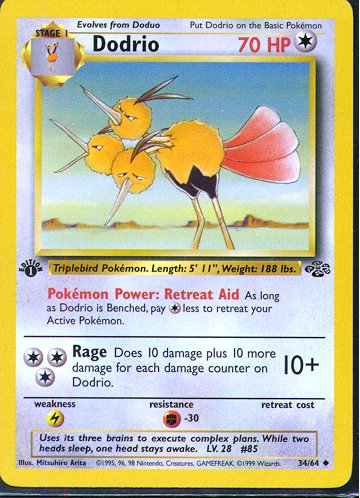 Evolves from Doduo
Put Dodrio on the Basic Pokémon
STAGE 1
Dodrio
70 HP
EDITION
1
Triplebird Pokémon. Length: 5' 11", Weight: 188 lbs.
Pokémon Power: Retreat Aid As long
as Dodrio is Benched, pay less to retreat your
Active Pokémon.
Rage Does 10 damage plus 10 more
damage for each damage counter on
Dodrio.
10+
weakness
resistance
retreat cost
-30
Uses its three brains to execute complex plans. While two
heads sleep, one head stays awake. LV. 28 #85
Illus. Mitsuhiro Arita
©1995, 96, 98 Nintendo, Creatures, GAMEFREAK. ©1999 Wizards.
34/64